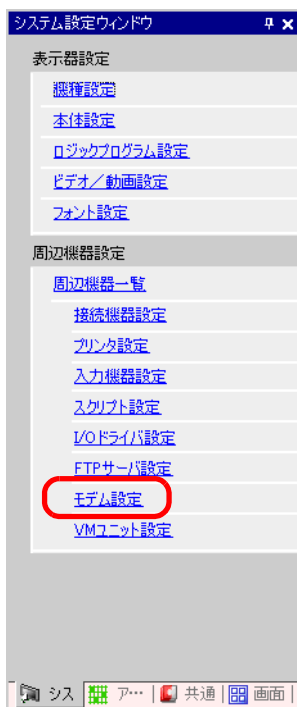 システム設定ウィンドウ
表示器設定
機種設定
本体設定
ロジックプログラム設定
ビデオ／動画設定
フォント設定
周辺機器設定
周辺機器一覧
接続機器設定
プリンタ設定
入力機器設定
スクリプト設定
I/Oドライバ設定
FTPサーバ設定
モデム設定
VMユニット設定
シス ア… 共通 画面